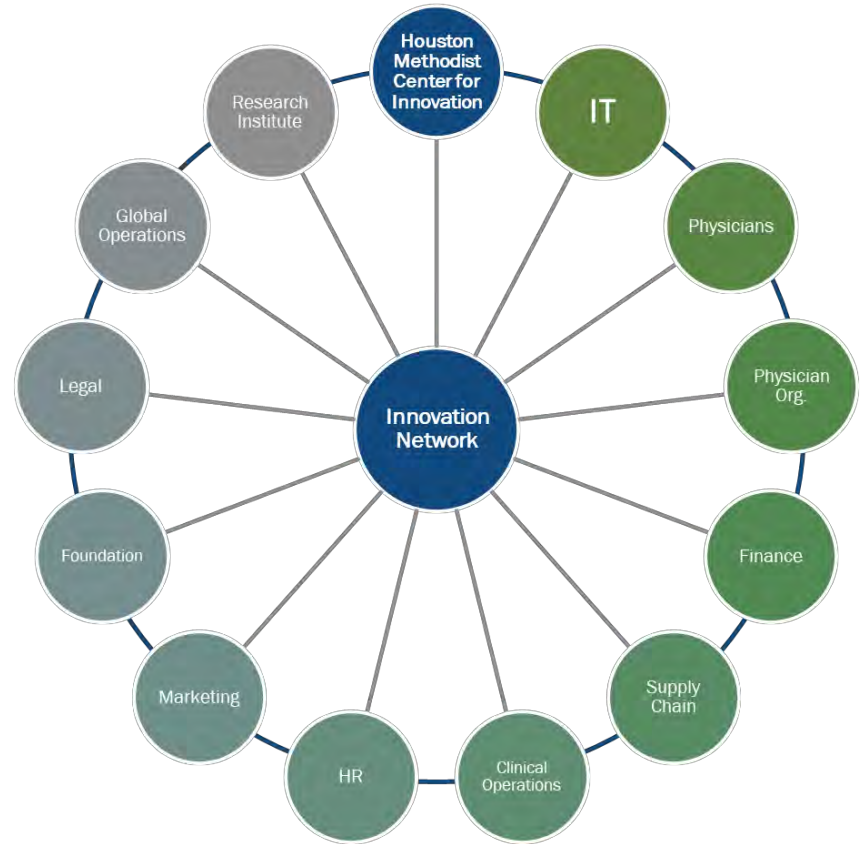 Houston
Methodist
Center for
Innovation
IT
Physicians
Physician
Org.
Finance
Supply
Chain
Clinical
Operations
HR
Marketing
Foundation
Legal
Global
Operations
Research
Institute
Innovation
Network